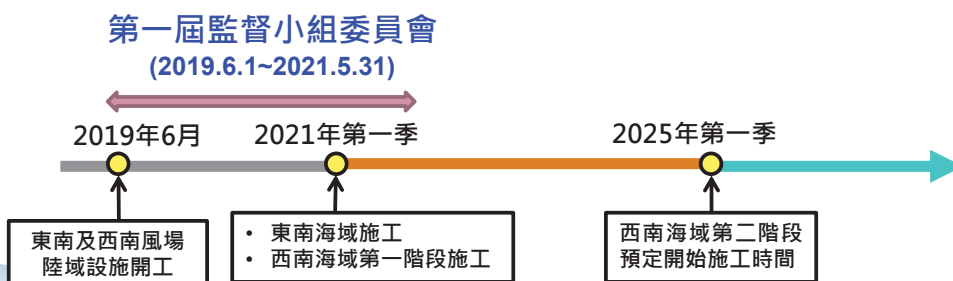 第一屆監督小組委員會
(2019.6.1~2021.5.31)
2019年6月
2021年第一季
2025年第一季
東南及西南風場
陸域設施開工
• 東南海域施工
• 西南海域第一階段施工
西南海域第二階段
預定開始施工時間